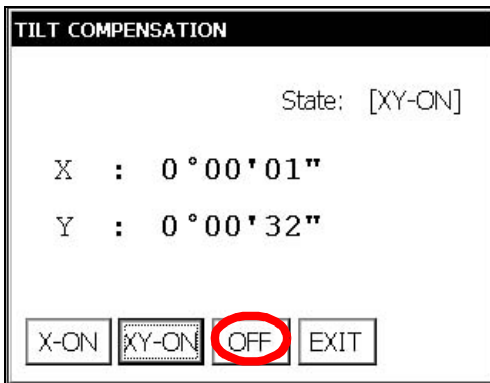 TILT COMPENSATION
State: [XY-ON]
X : 0°00'01"
Y : 0°00'32"
X-ON XY-ON OFF EXIT